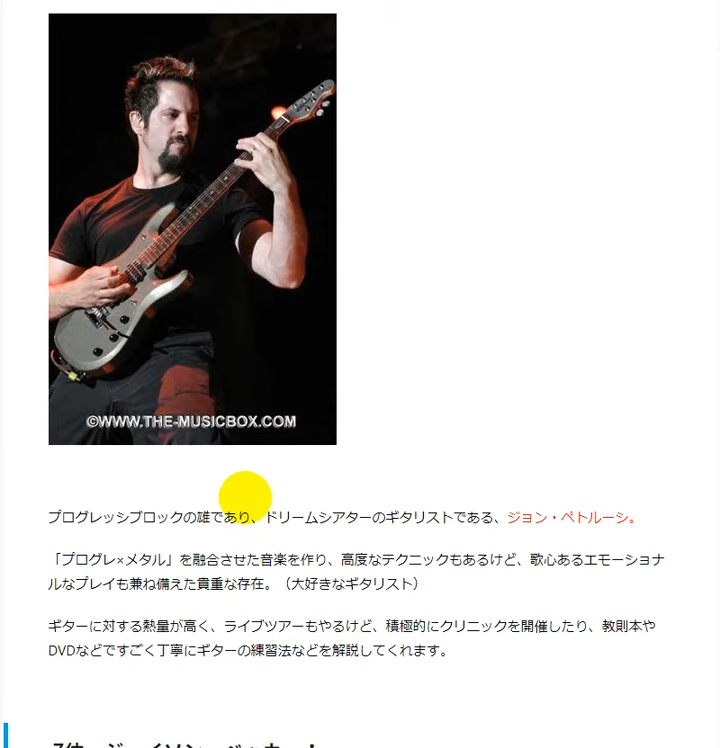 ©WWW.THE-MUSICBOX.COM
プログレッシブロックの雄であり、ドリームシアターのギタリストである、ジョン・ペトルーシ。
「プログレ×メタル」を融合させた音楽を作り、高度なテクニックもあるけど、歌心あるエモーショナ
ルなプレイも兼ね備えた貴重な存在。（大好きなギタリスト）
ギターに対する熱量が高く、ライブツアーもやるけど、積極的にクリニックを開催したり、教則本や
DVDなどですごく丁寧にギターの練習法などを解説してくれます。